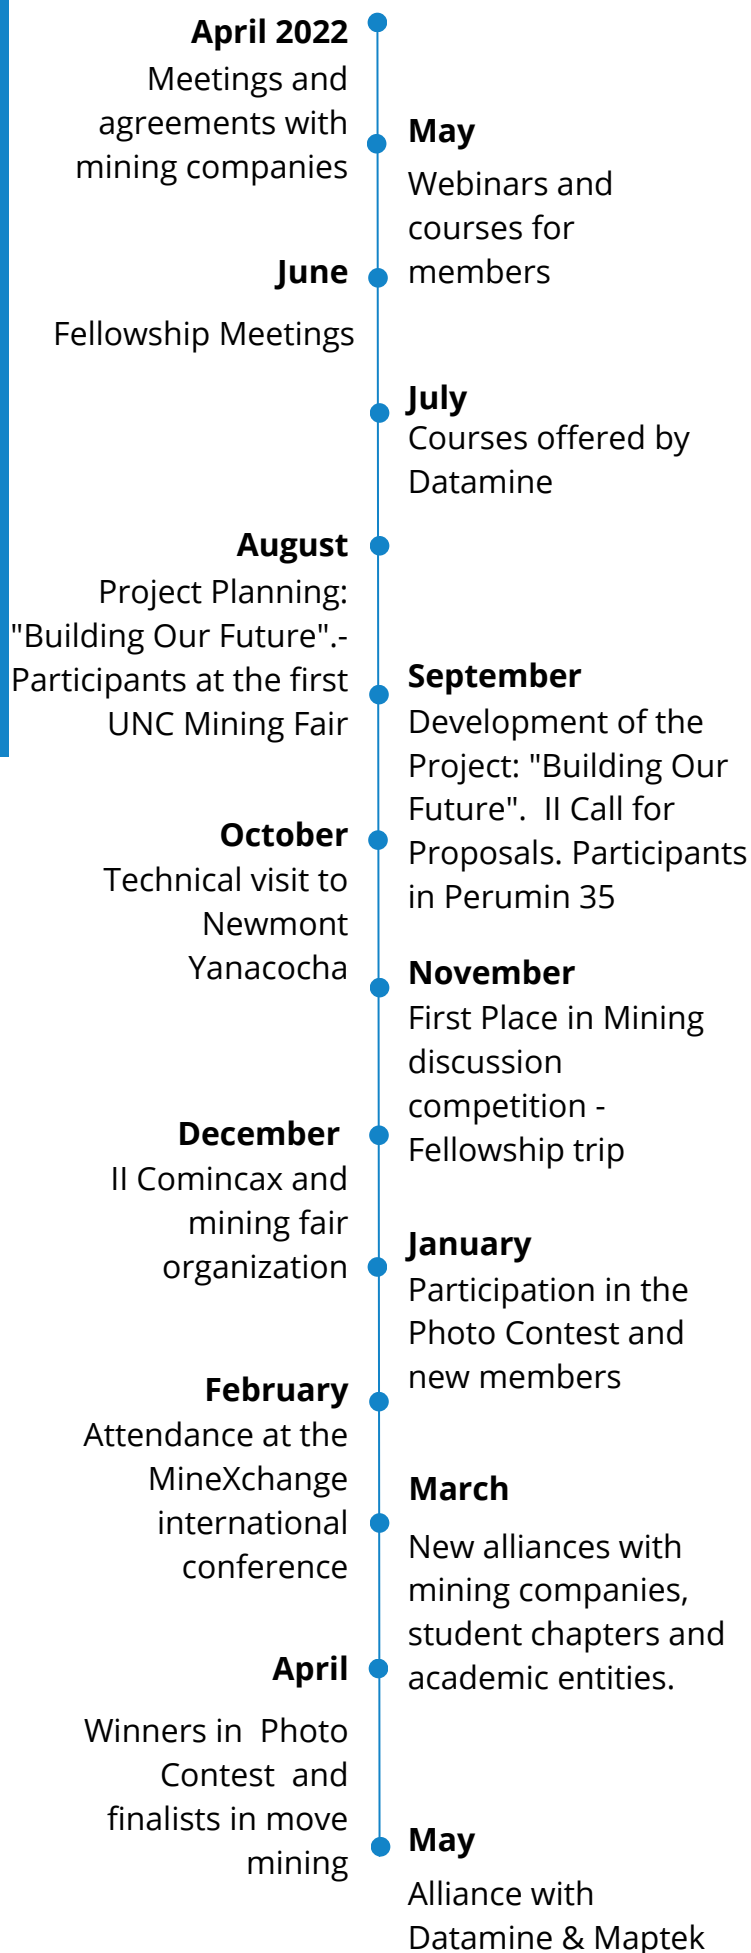 April 2022
Meetings and
agreements with
mining companies
May
Webinars and
courses for
members
June
Fellowship Meetings
July
Courses offered by
Datamine
August
Project Planning:
"Building Our Future".-
Participants at the first
UNC Mining Fair
September
Development of the
Project: "Building Our
Future".  II Call for
Proposals. Participants
in Perumin 35
October
Technical visit to
Newmont
Yanacocha
November
First Place in Mining
discussion
competition -
Fellowship trip
December
II Comincax and
mining fair
organization
January
Participation in the
Photo Contest and
new members
February
Attendance at the
MineXchange
international
conference
March
New alliances with
mining companies,
student chapters and
academic entities.
April
Winners in  Photo
Contest  and
finalists in move
mining
May
Alliance with
Datamine & Maptek